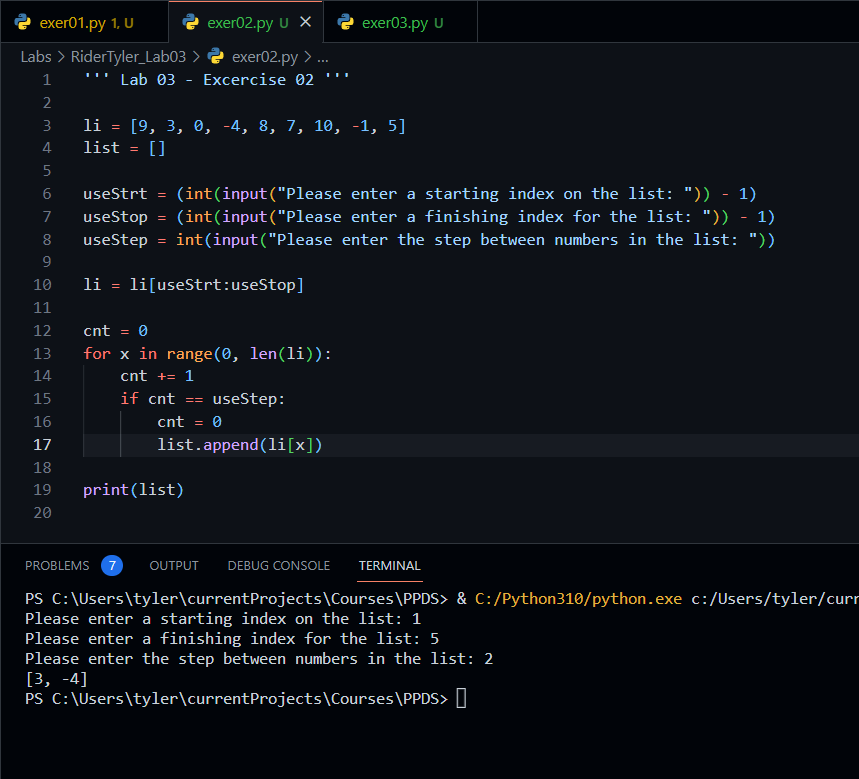 exer01.py 1, U exer02.py U × exer03.py U
Labs > RiderTyler_Lab03 > exer02.py > ...
1 ''' Lab 03 - Excercise 02 '''
2
3 li = [9, 3, 0, -4, 8, 7, 10, -1, 5]
4 list = []
5
6 useStrt = (int(input("Please enter a starting index on the list: ")) - 1)
7 useStop = (int(input("Please enter a finishing index for the list: ")) - 1)
8 useStep = int(input("Please enter the step between numbers in the list: "))
9
10 li = li[useStrt:useStop]
11
12 cnt = 0
13 for x in range(0, len(li)):
14     cnt += 1
15     if cnt == useStep:
16         cnt = 0
17         list.append(li[x])
18
19 print(list)
20
PROBLEMS 7 OUTPUT DEBUG CONSOLE TERMINAL
PS C:\Users\tyler\currentProjects\Courses\PPDS> & C:/Python310/python.exe c:/Users/tyler/curr
Please enter a starting index on the list: 1
Please enter a finishing index for the list: 5
Please enter the step between numbers in the list: 2
[3, -4]
PS C:\Users\tyler\currentProjects\Courses\PPDS>